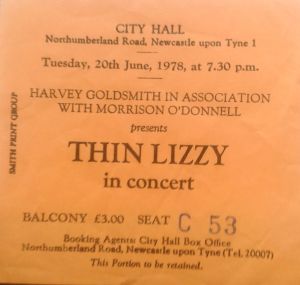 CITY HALL
Northumberland Road, Newcastle upon Tyne 1
Tuesday, 20th June, 1978, at 7.30 p.m.
HARVEY GOLDSMITH IN ASSOCIATION
WITH MORRISON O'DONNELL
presents
THIN LIZZY
in concert
BALCONY £3.00 SEAT C 53
Booking Agents: City Hall Box Office
Northumberland Road, Newcastle upon Tyne (Tel. 20007)
This Portion to be retained.
SMITH PRINT GROUP